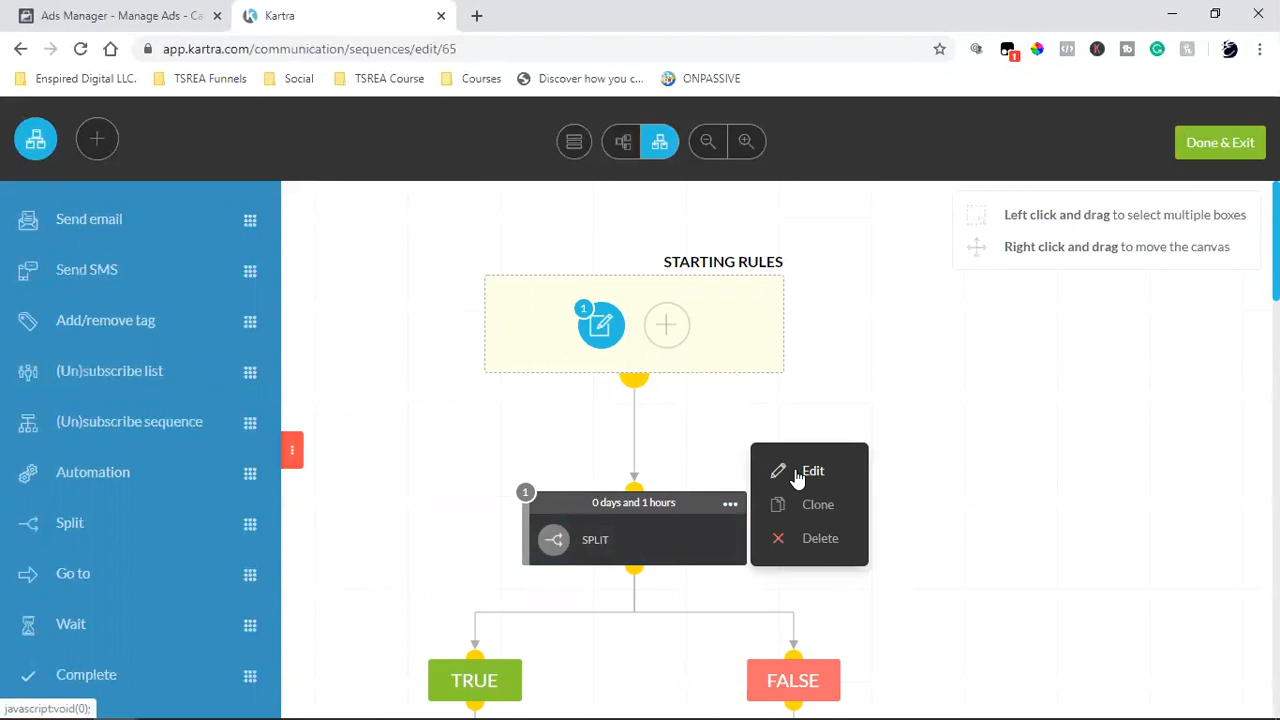 Ads Manager - Manage Ads - Ca
Kartra
app.kartra.com/communication/sequences/edit/65
1
Enspired Digital LLC.
TSREA Funnels
Social
TSREA Course
Courses
Discover how you c...
ONPASSIVE
Done & Exit
Send email
Send SMS
Add/remove tag
(Un)subscribe list
(Un)subscribe sequence
Automation
Split
Go to
Wait
Complete
javascript:void(0);
Left click and drag to select multiple boxes
Right click and drag to move the canvas
STARTING RULES
1
1
0 days and 1 hours
SPLIT
Edit
Clone
Delete
TRUE
FALSE